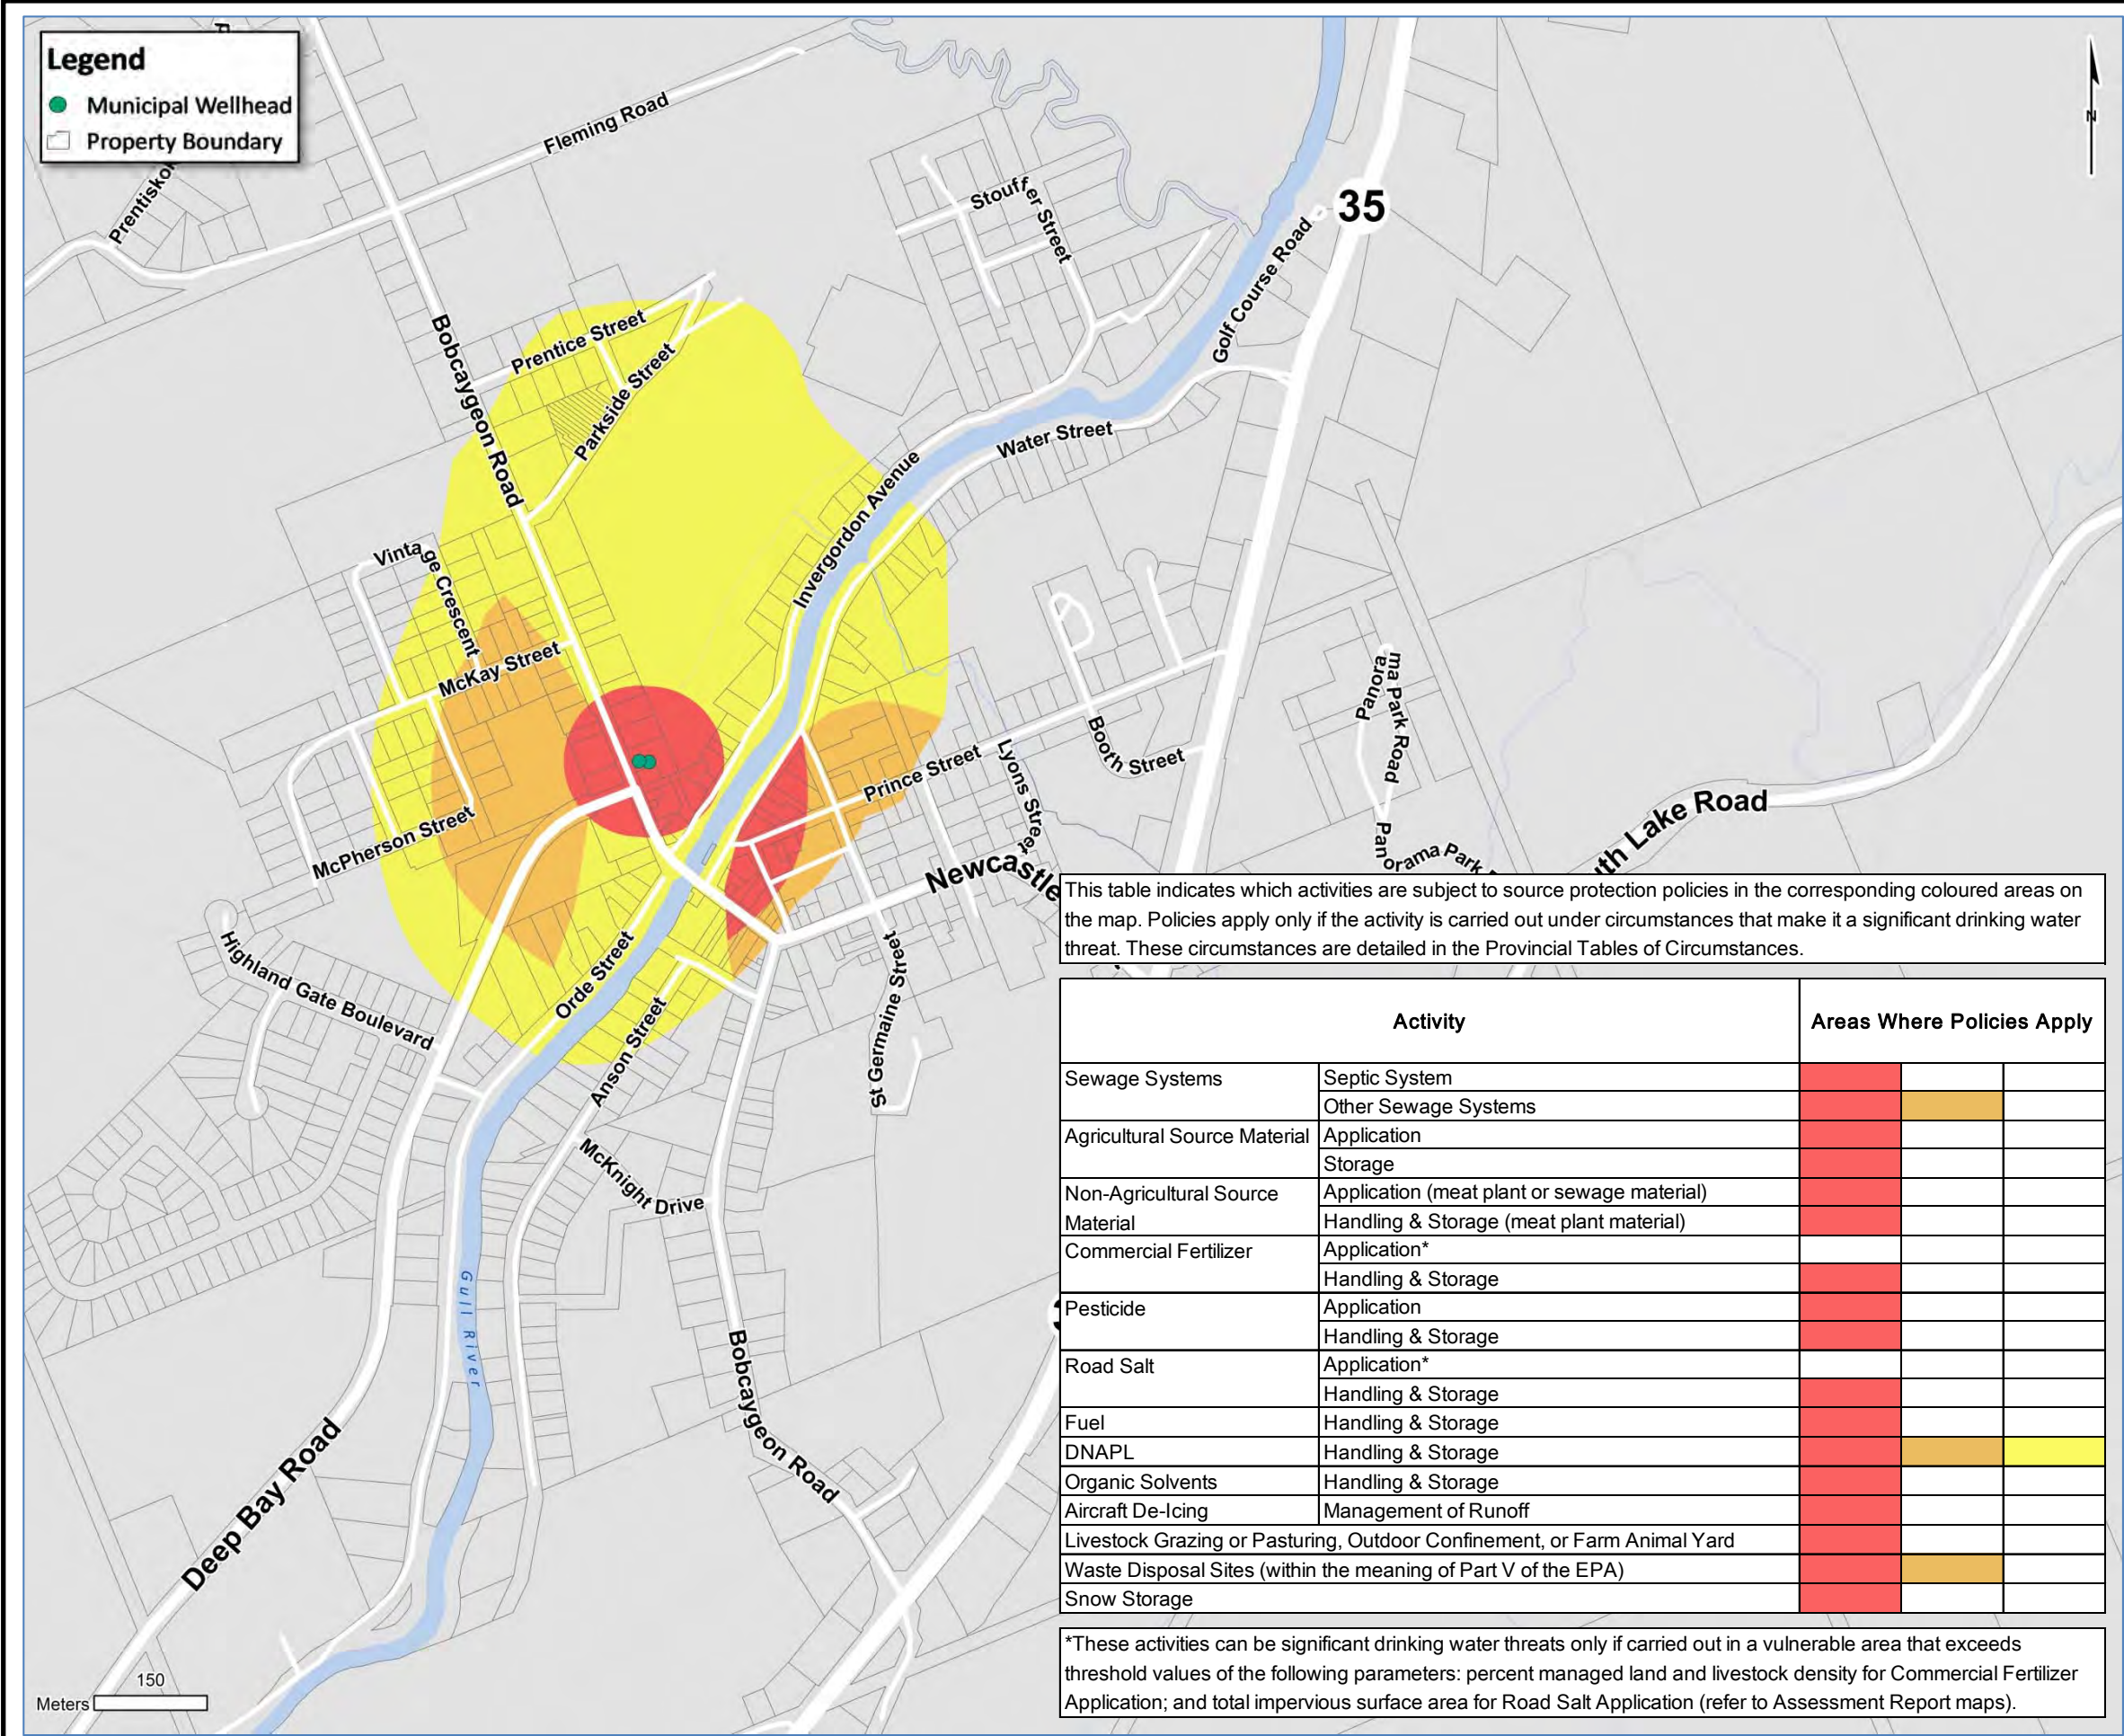 Legend
Municipal Wellhead
Property Boundary
N
Fleming Road
Stouffer Street
35
Golf Course Road
Bobcaygeon Road
Prentice Street
Parkside Street
Water Street
Invergordon Avenue
Vintage Crescent
McKay Street
Panorama Park Road
Booth Street
Prince Street
Lyons Street
McPherson Street
Lake Road
Newcastle
Panorama Park
Highland Gate Boulevard
Orde Street
St Germaine Street
Anson Street
McKnight Drive
Gull River
Bobcaygeon Road
Deep Bay Road
150
Meters
This table indicates which activities are subject to source protection policies in the corresponding coloured areas on
the map. Policies apply only if the activity is carried out under circumstances that make it a significant drinking water
threat. These circumstances are detailed in the Provincial Tables of Circumstances.
Activity Areas Where Policies Apply
Sewage Systems Septic System
Other Sewage Systems
Agricultural Source Material Application
Storage
Non-Agricultural Source Application (meat plant or sewage material)
Material Handling & Storage (meat plant material)
Commercial Fertilizer Application*
Handling & Storage
Pesticide Application
Handling & Storage
Road Salt Application*
Handling & Storage
Fuel Handling & Storage
DNAPL Handling & Storage
Organic Solvents Handling & Storage
Aircraft De-Icing Management of Runoff
Livestock Grazing or Pasturing, Outdoor Confinement, or Farm Animal Yard
Waste Disposal Sites (within the meaning of Part V of the EPA)
Snow Storage
*These activities can be significant drinking water threats only if carried out in a vulnerable area that exceeds
threshold values of the following parameters: percent managed land and livestock density for Commercial Fertilizer
Application; and total impervious surface area for Road Salt Application (refer to Assessment Report maps).